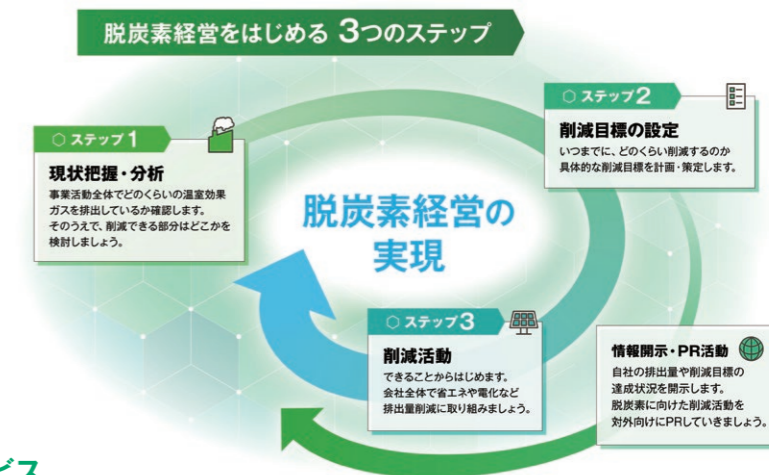 脱炭素経営をはじめる 3つのステップ
ステップ1
現状把握・分析
事業活動全体でどのくらいの温室効果
ガスを排出しているか確認します。
そのうえで、削減できる部分はどこかを
検討しましょう。
ステップ2
削減目標の設定
いつまでに、どのくらい削減するのか
具体的な削減目標を計画・策定します。
脱炭素経営の
実現
ステップ3
削減活動
できることからはじめます。
会社全体で省エネや電化など
排出量削減に取り組みましょう。
情報開示・PR活動
自社の排出量や削減目標の
達成状況を開示します。
脱炭素に向けた削減活動を
対外向けにPRしていきましょう。
ビス